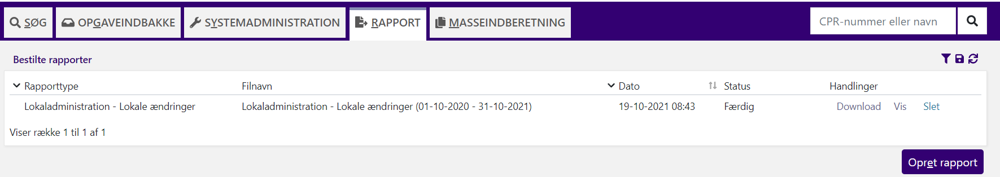 SØG OPGAVEINDBAKKE SYSTEMADMINISTRATION RAPPORT MASSEINDBERETNING CPR-nummer eller navn
Bestilte rapporter
Rapporttype Filnavn Dato Status Handlinger
Lokaladministration - Lokale ændringer Lokaladministration - Lokale ændringer (01-10-2020 - 31-10-2021) 19-10-2021 08:43 Færdig Download Vis Slet
Viser række 1 til 1 af 1
Opret rapport